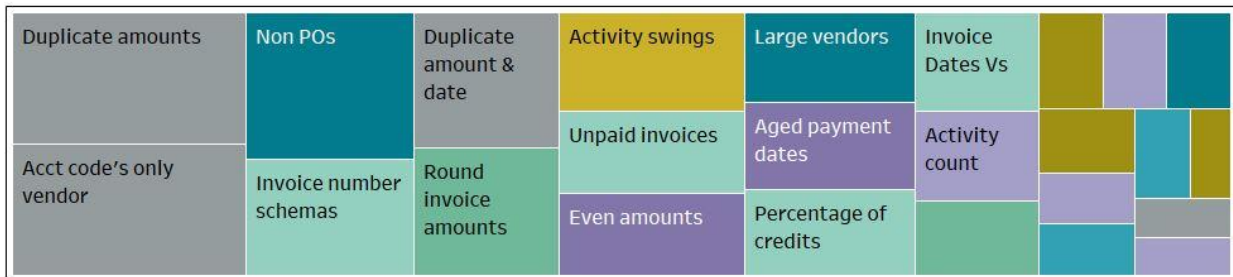 Duplicate amounts
Acct code's only
vendor
Non POs
Invoice number
schemas
Duplicate
amount &
date
Round
invoice
amounts
Activity swings
Unpaid invoices
Even amounts
Large vendors
Aged payment
dates
Percentage of
credits
Invoice
Dates Vs
Activity
count